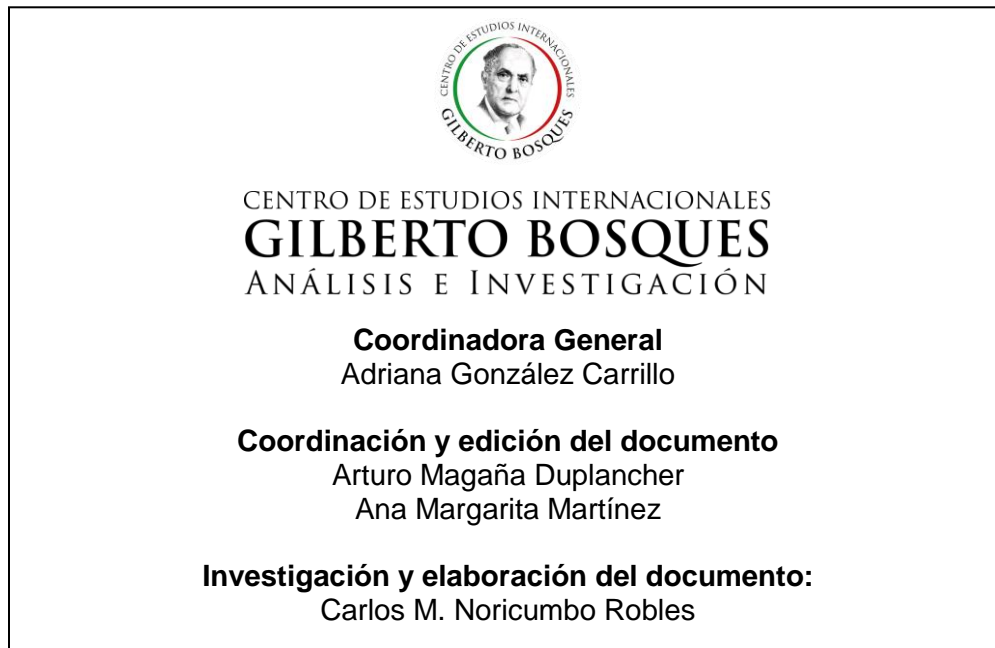 CENTRO DE ESTUDIOS INTERNACIONALES
GILBERTO BOSQUES
CENTRO DE ESTUDIOS INTERNACIONALES
GILBERTO BOSQUES
ANÁLISIS E INVESTIGACIÓN
Coordinadora General
Adriana González Carrillo
Coordinación y edición del documento
Arturo Magaña Duplancher
Ana Margarita Martínez
Investigación y elaboración del documento:
Carlos M. Noricumbo Robles